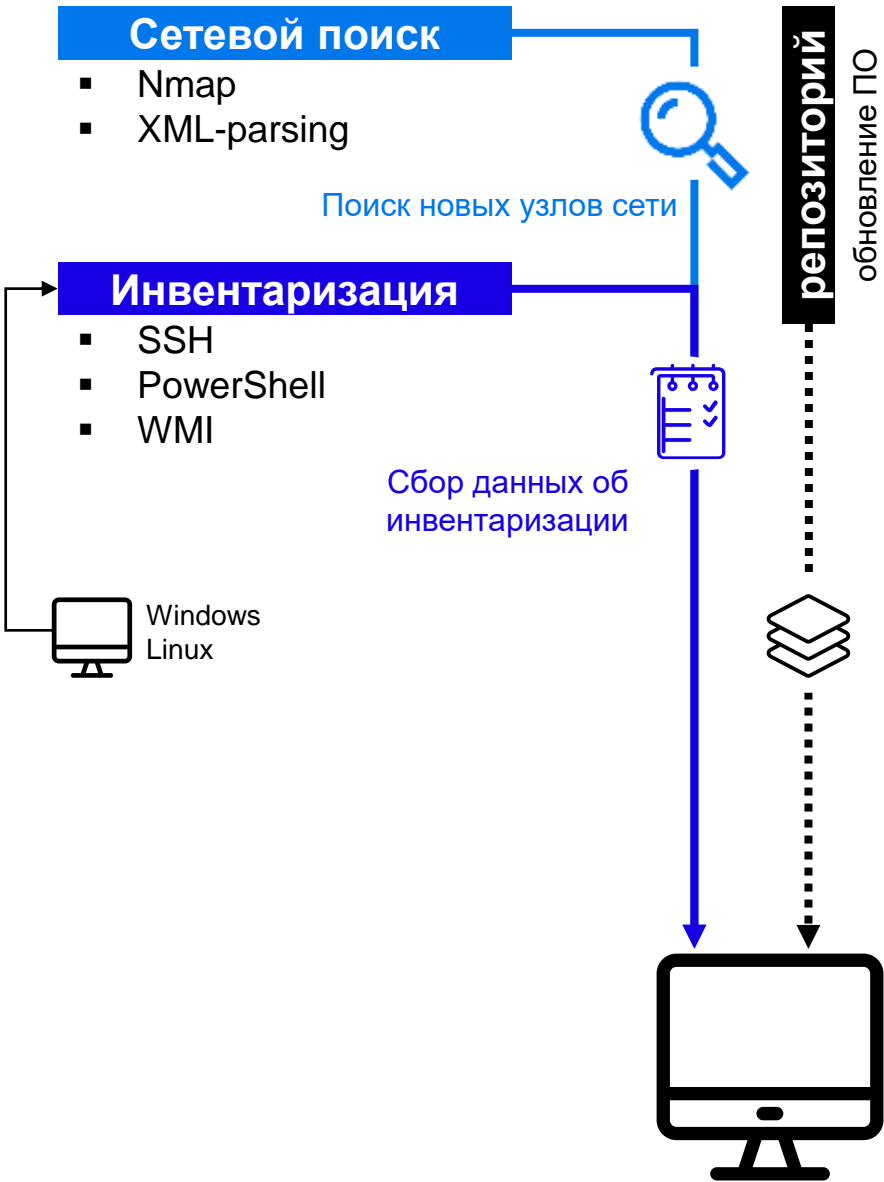 Сетевой поиск
▪ Nmap
▪ XML-parsing
Поиск новых узлов сети
Инвентаризация
▪ SSH
▪ PowerShell
▪ WMI
Сбор данных об
инвентаризации
Windows
Linux
репозиторий
обновление ПО